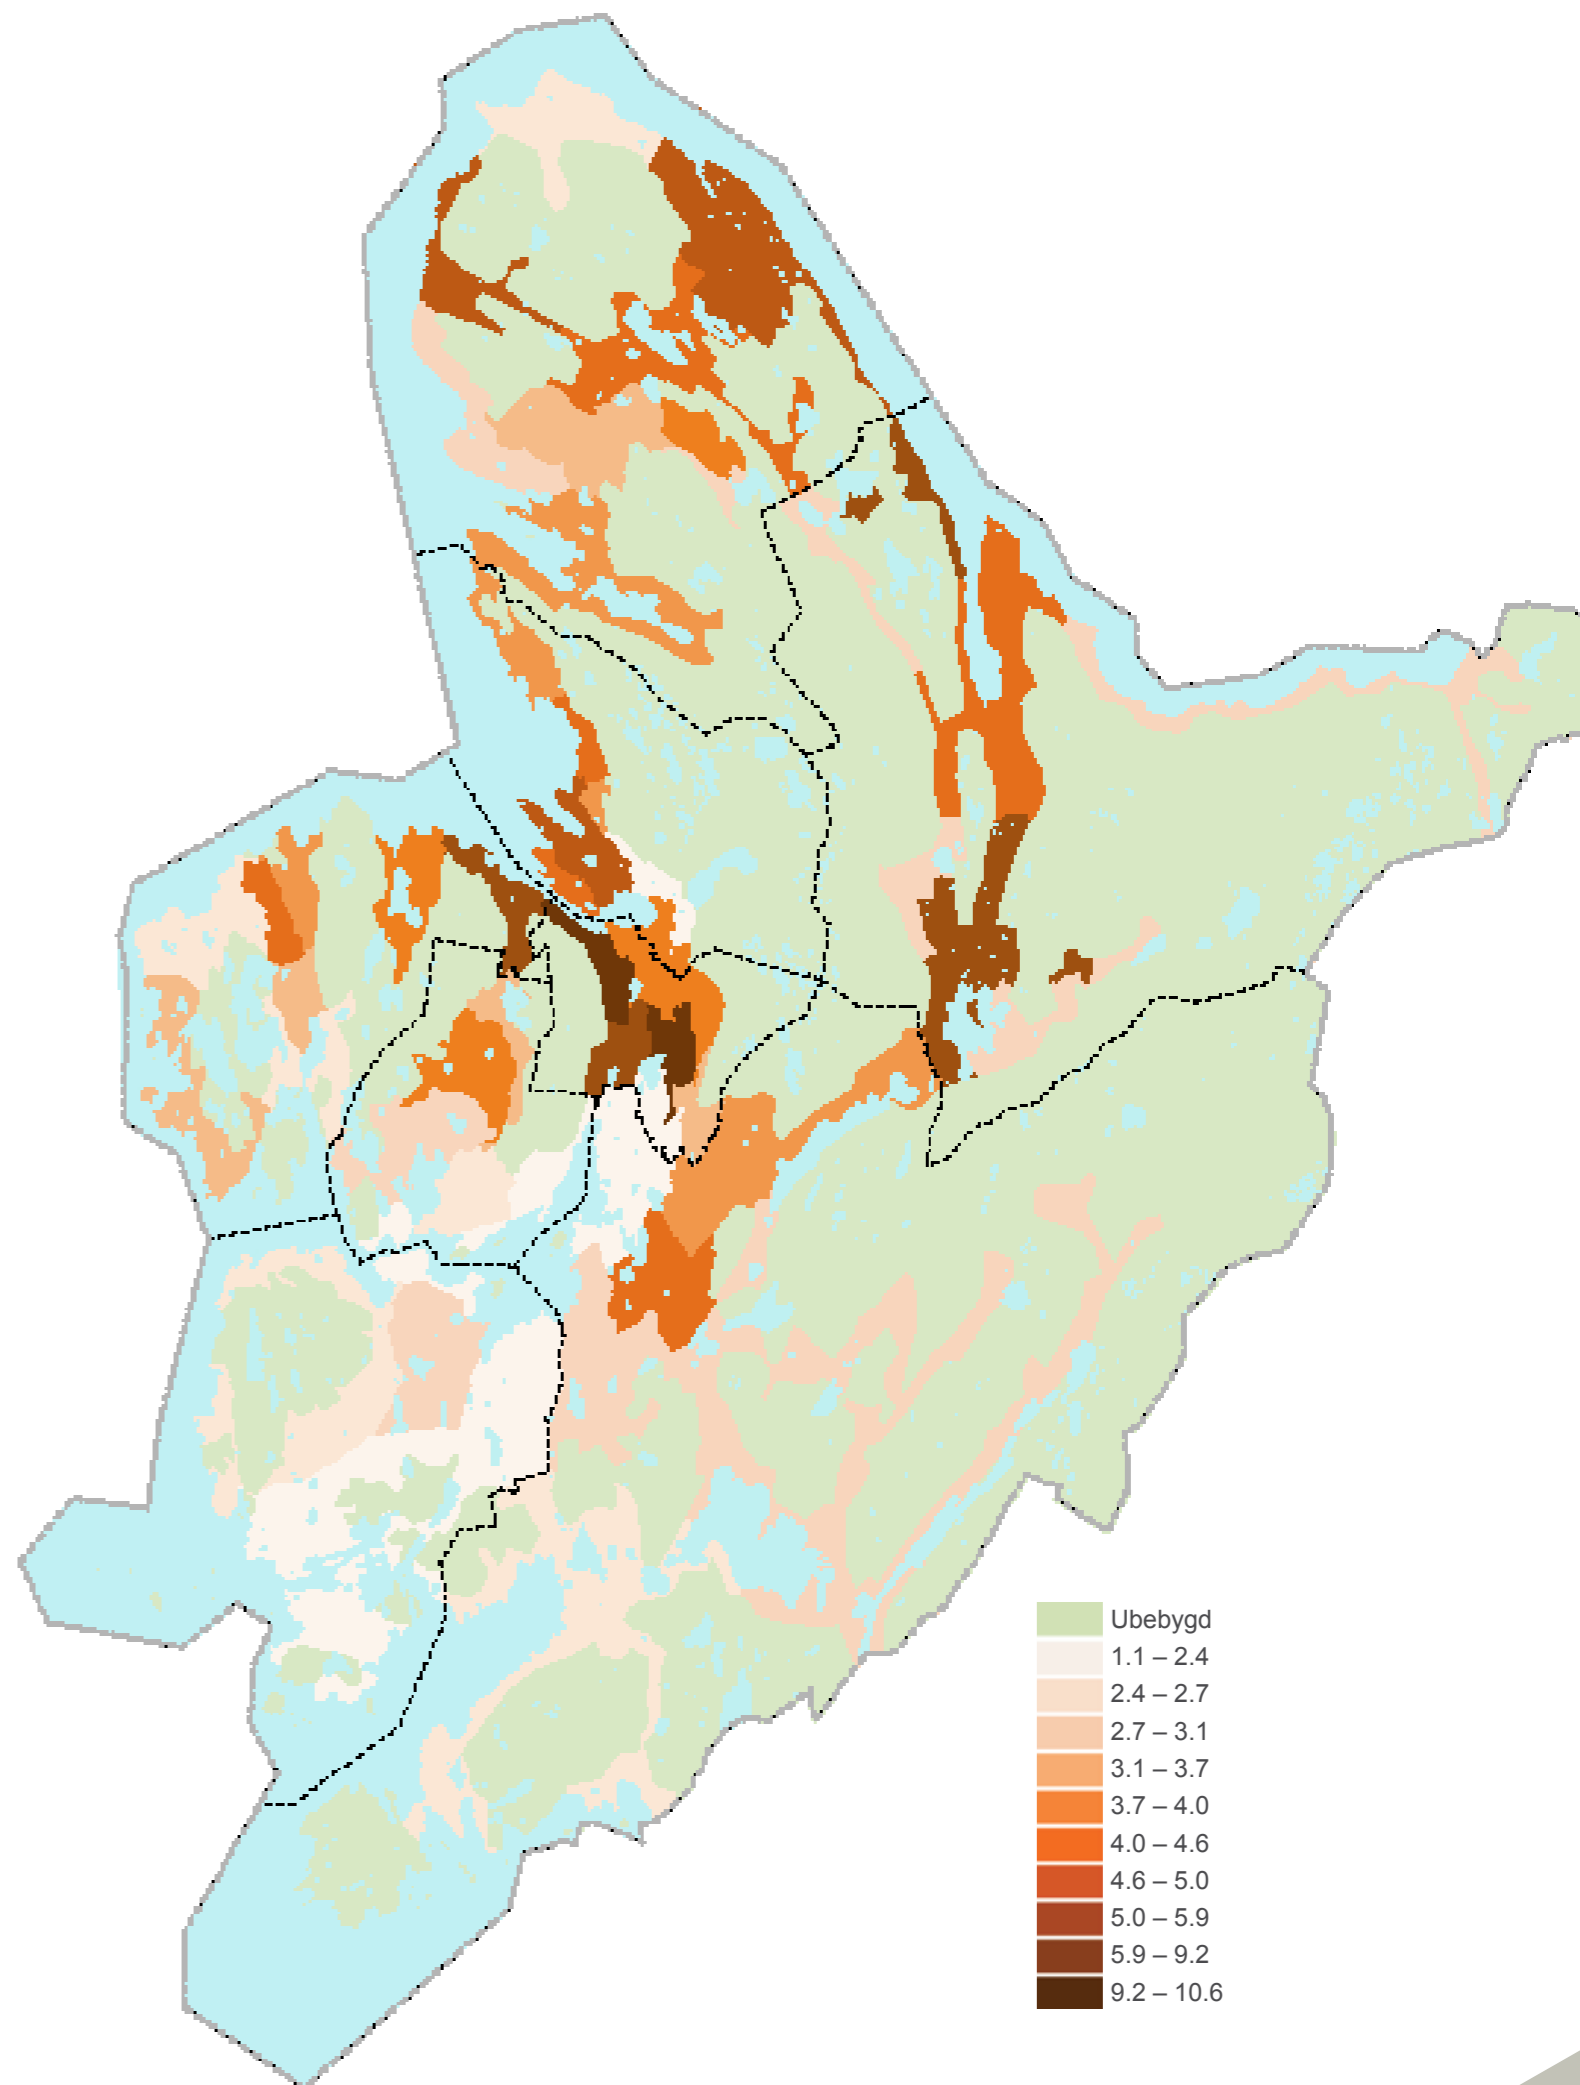 Ubebygd
1.1 – 2.4
2.4 – 2.7
2.7 – 3.1
3.1 – 3.7
3.7 – 4.0
4.0 – 4.6
4.6 – 5.0
5.0 – 5.9
5.9 – 9.2
9.2 – 10.6